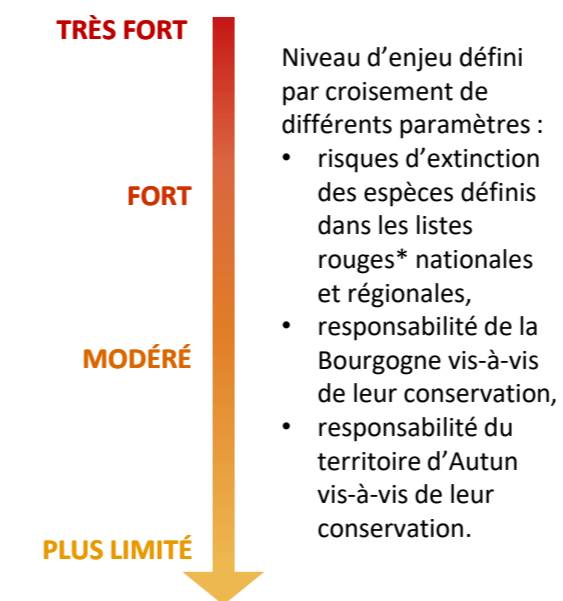 TRÈS FORT
FORT
MODÉRÉ
PLUS LIMITÉ
Niveau d’enjeu défini
par croisement de
différents paramètres :
• risques d’extinction
des espèces définis
dans les listes
rouges* nationales
et régionales,
• responsabilité de la
Bourgogne vis-à-vis
de leur conservation,
• responsabilité du
territoire d’Autun
vis-à-vis de leur
conservation.